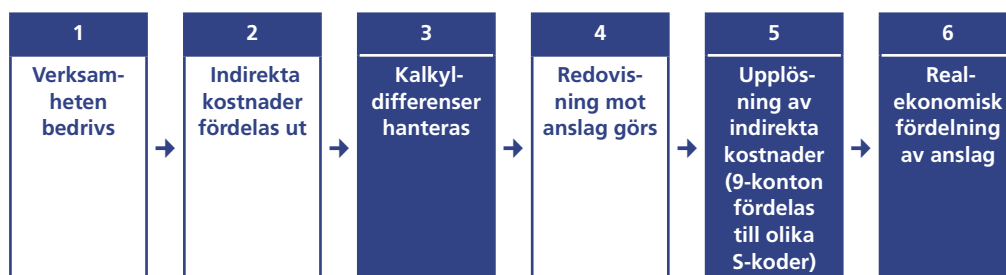 1
Verksam-
heten
bedrivs
2
Indirekta
kostnader
fördelas ut
3
Kalkyl-
differenser
hanteras
4
Redovis-
ning mot
anslag görs
5
Upplös-
ning av
indirekta
kostnader
(9-konton
fördelas
till olika
S-koder)
6
Real-
ekonomisk
fördelning
av anslag